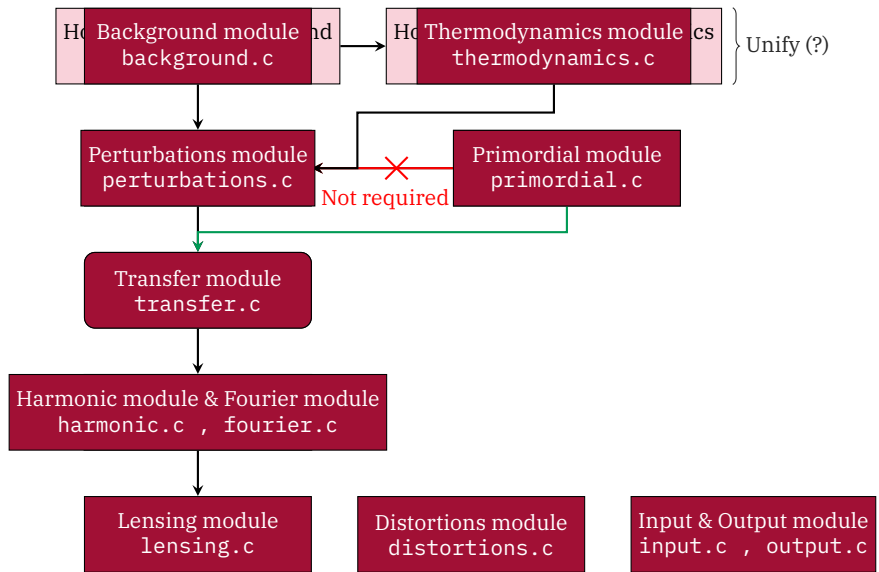 Background module
background.c
Thermodynamics module
thermodynamics.c
Unify (?)
Perturbations module
perturbations.c
Primordial module
primordial.c
Not required
Transfer module
transfer.c
Harmonic module & Fourier module
harmonic.c , fourier.c
Lensing module
lensing.c
Distortions module
distortions.c
Input & Output module
input.c , output.c